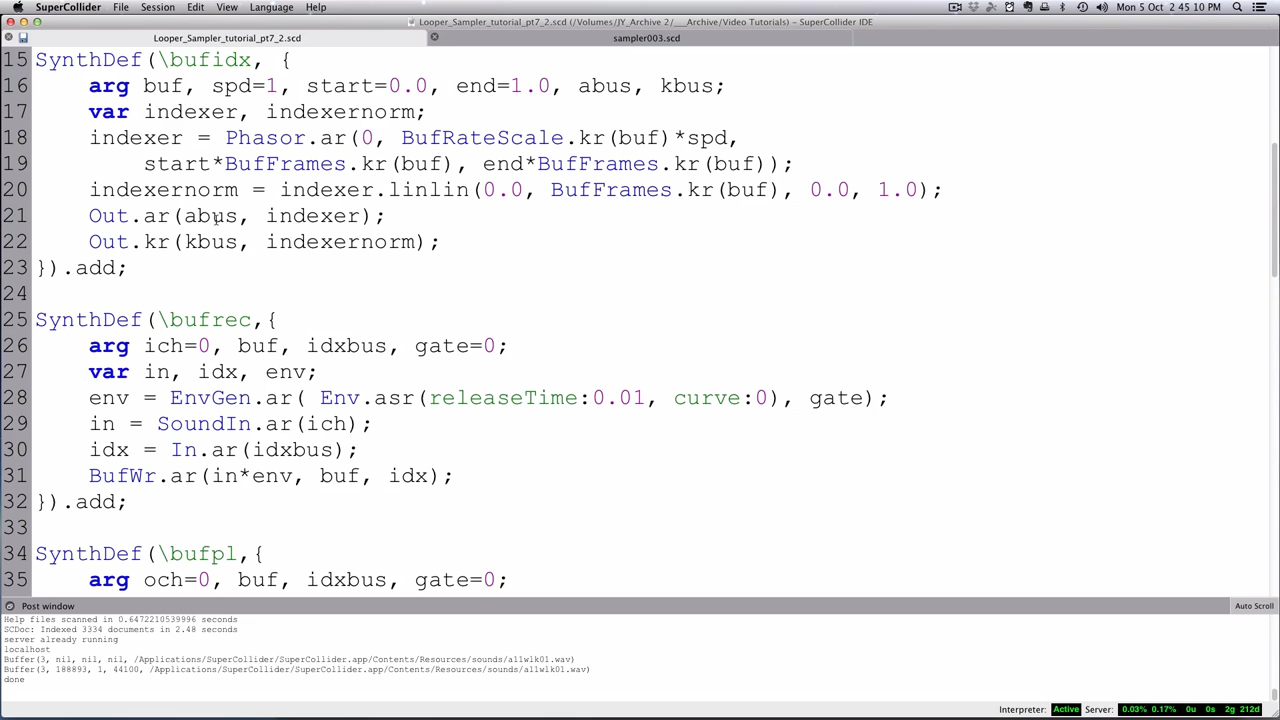 SuperCollider File Session Edit View Language Help Mon 5 Oct 2 45 10 PM
Looper_Sampler_tutorial_pt7_2.scd (/Volumes/JY_Archive 2/___Archive/Video Tutorials) – SuperCollider IDE
Looper_Sampler_tutorial_pt7_2.scd sampler003.scd
15 SynthDef(\bufidx, {
16 arg buf, spd=1, start=0.0, end=1.0, abus, kbus;
17 var indexer, indexernorm;
18 indexer = Phasor.ar(0, BufRateScale.kr(buf)*spd,
19 start*BufFrames.kr(buf), end*BufFrames.kr(buf));
20 indexernorm = indexer.linlin(0.0, BufFrames.kr(buf), 0.0, 1.0);
21 Out.ar(abus, indexer);
22 Out.kr(kbus, indexernorm);
23 }).add;
24
25 SynthDef(\bufrec,{
26 arg ich=0, buf, idxbus, gate=0;
27 var in, idx, env;
28 env = EnvGen.ar( Env.asr(releaseTime:0.01, curve:0), gate);
29 in = SoundIn.ar(ich);
30 idx = In.ar(idxbus);
31 BufWr.ar(in*env, buf, idx);
32 }).add;
33
34 SynthDef(\bufpl,{
35 arg och=0, buf, idxbus, gate=0;
Post window Auto Scroll
Help files scanned in 0.6472210539996 seconds
SCDoc: Indexed 3334 documents in 2.48 seconds
server already running
localhost
Buffer(3, nil, nil, nil, /Applications/SuperCollider/SuperCollider.app/Contents/Resources/sounds/a11wlk01.wav)
Buffer(3, 188893, 1, 44100, /Applications/SuperCollider/SuperCollider.app/Contents/Resources/sounds/a11wlk01.wav)
done
Interpreter: Active Server: 0.03% 0.17% 0u 0s 2g 212d